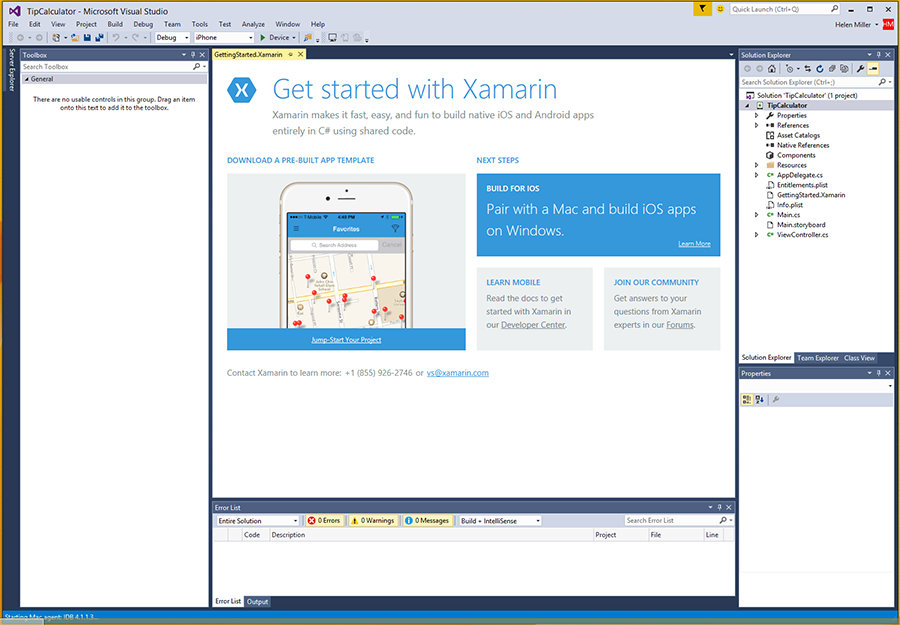 TipCalculator - Microsoft Visual Studio
Quick Launch (Ctrl+Q)
File Edit View Project Build Debug Team Tools Test Analyze Window Help
Helen Miller HM
Debug iPhone Device
Server Explorer
Toolbox
Search Toolbox
General
There are no usable controls in this group. Drag an item
onto this text to add it to the toolbox.
GettingStarted.Xamarin
Get started with Xamarin
Xamarin makes it fast, easy, and fun to build native iOS and Android apps
entirely in C# using shared code.
DOWNLOAD A PRE-BUILT APP TEMPLATE
T-Mobile 4:48 PM
Favorites
Search Address Cancel
Jump-Start Your Project
NEXT STEPS
BUILD FOR IOS
Pair with a Mac and build iOS apps
on Windows.
Learn More
LEARN MOBILE
Read the docs to get
started with Xamarin in
our Developer Center.
JOIN OUR COMMUNITY
Get answers to your
questions from Xamarin
experts in our Forums.
Contact Xamarin to learn more: +1 (855) 926-2746 or vs@xamarin.com
Error List
Entire Solution 0 Errors 0 Warnings 0 Messages Build + IntelliSense Search Error List
Code Description Project File Line
Error List Output
Solution Explorer
Search Solution Explorer (Ctrl+;)
Solution 'TipCalculator' (1 project)
TipCalculator
Properties
References
Asset Catalogs
Native References
Components
Resources
AppDelegate.cs
Entitlements.plist
GettingStarted.Xamarin
Info.plist
Main.cs
Main.storyboard
ViewController.cs
Solution Explorer Team Explorer Class View
Properties
Starting Mac agent: IDB 4.1.1.3...